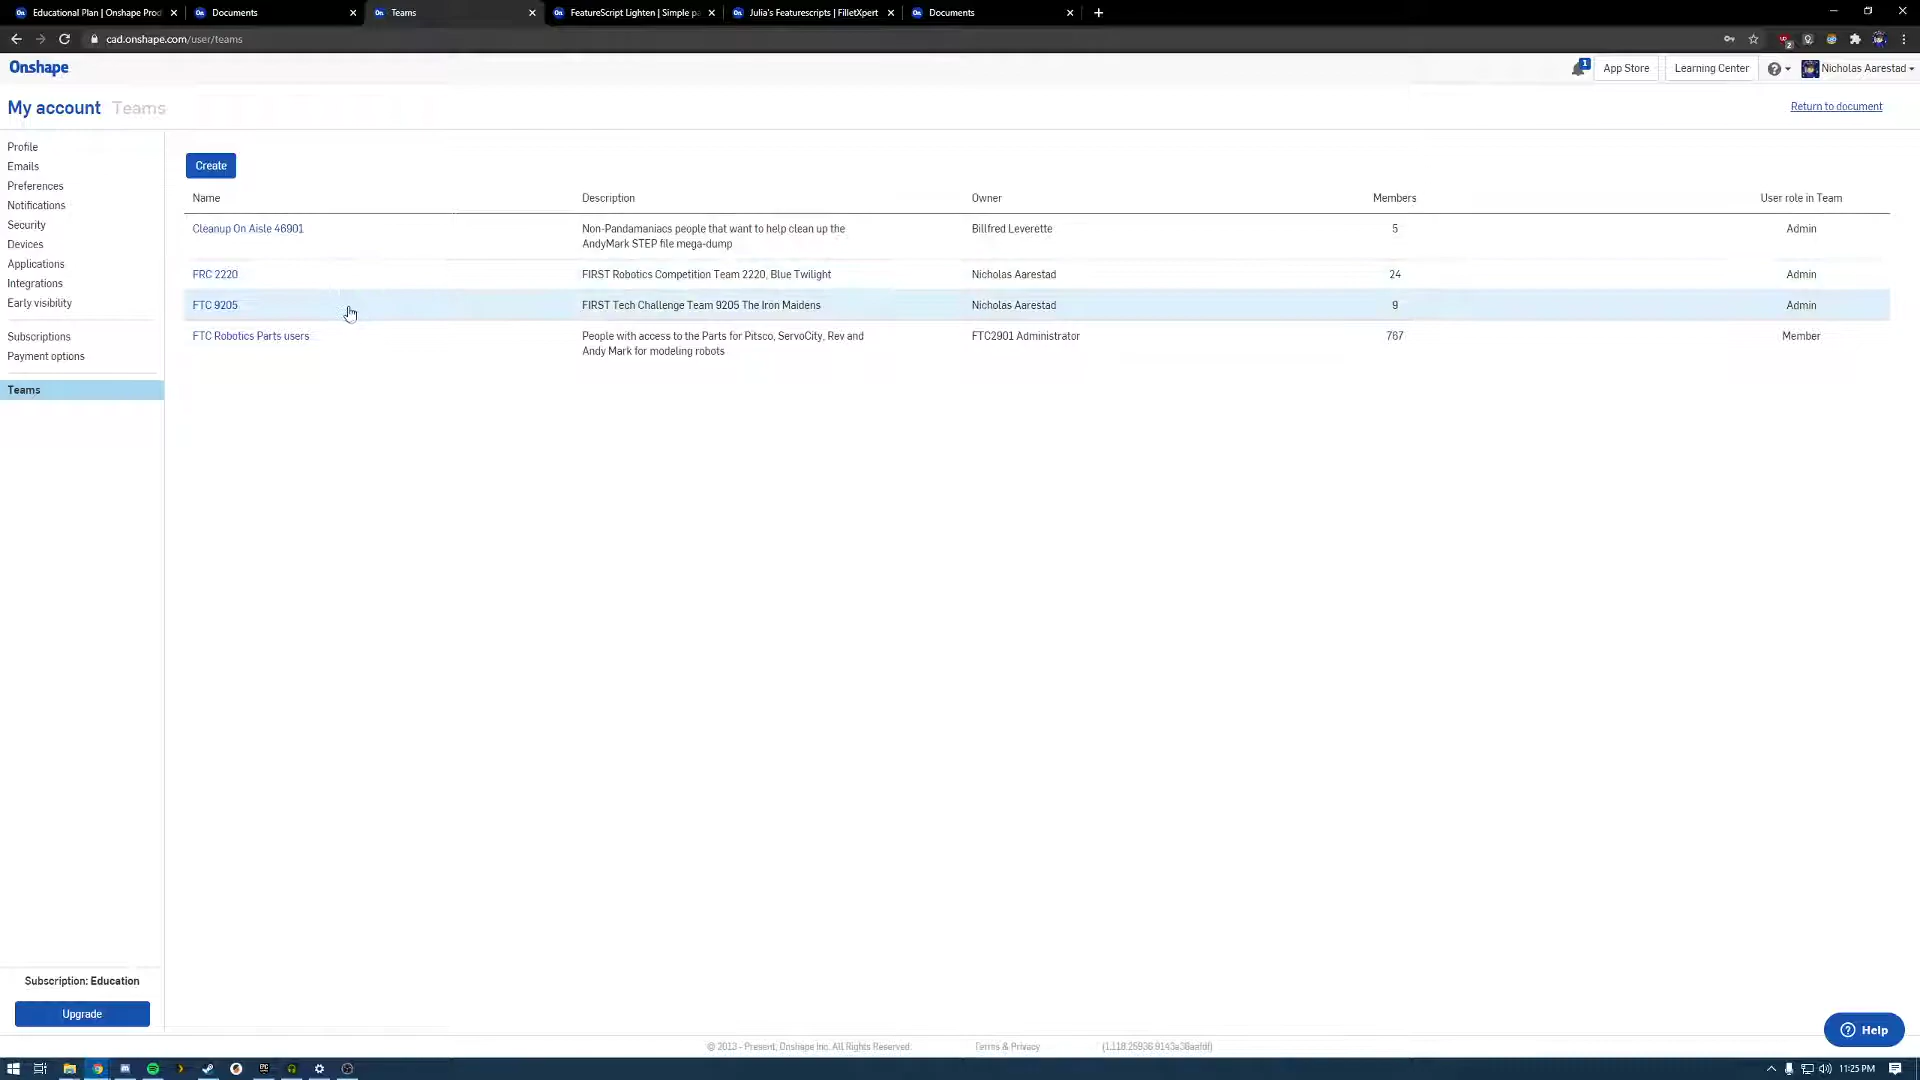 Educational Plan | Onshape Prod
Documents
Teams
FeatureScript Lighten | Simple pa
Julia's Featurescripts | FilletXpert
Documents
cad.onshape.com/user/teams
Onshape
1
App Store
Learning Center
Nicholas Aarestad
My account Teams
Return to document
Profile
Emails
Preferences
Notifications
Security
Devices
Applications
Integrations
Early visibility
Subscriptions
Payment options
Teams
Create
Name Description Owner Members User role in Team
Cleanup On Aisle 46901 Non-Pandamaniacs people that want to help clean up the Billfred Leverette 5 Admin
AndyMark STEP file mega-dump
FRC 2220 FIRST Robotics Competition Team 2220, Blue Twilight Nicholas Aarestad 24 Admin
FTC 9205 FIRST Tech Challenge Team 9205 The Iron Maidens Nicholas Aarestad 9 Admin
FTC Robotics Parts users People with access to the Parts for Pitsco, ServoCity, Rev and FTC2901 Administrator 767 Member
Andy Mark for modeling robots
Subscription: Education
Upgrade
Help
© 2013 - Present, Onshape Inc. All Rights Reserved. Terms & Privacy
11:25 PM